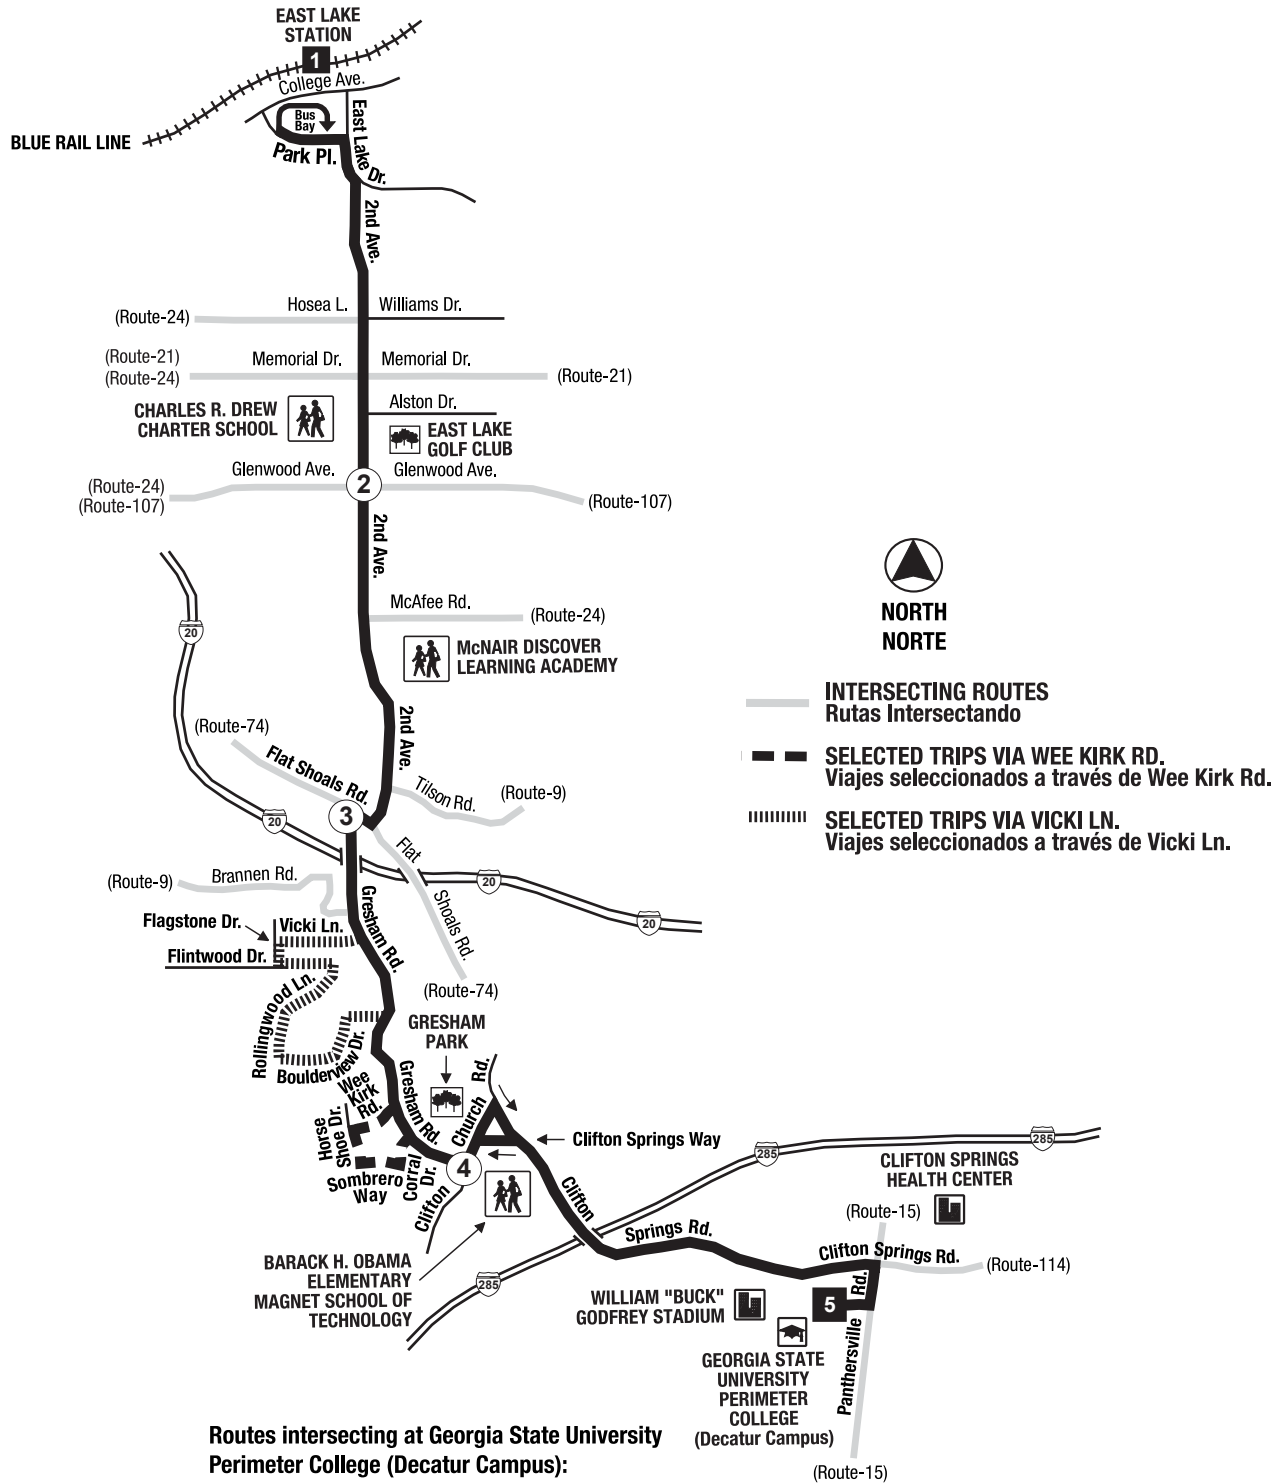 EAST LAKE
STATION
1
College Ave.
BLUE RAIL LINE
Bus
Bay
Park Pl.
East Lake Dr.
2nd Ave.
Hosea L.
Williams Dr.
(Route-24)
(Route-21)
(Route-24)
Memorial Dr.
Memorial Dr.
(Route-21)
CHARLES R. DREW
CHARTER SCHOOL
Alston Dr.
EAST LAKE
GOLF CLUB
Glenwood Ave.
Glenwood Ave.
(Route-24)
(Route-107)
2
(Route-107)
2nd Ave.
McAfee Rd.
(Route-24)
20
McNAIR DISCOVER
LEARNING ACADEMY
NORTH
NORTE
INTERSECTING ROUTES
Rutas Intersectando
SELECTED TRIPS VIA WEE KIRK RD.
Viajes seleccionados a través de Wee Kirk Rd.
SELECTED TRIPS VIA VICKI LN.
Viajes seleccionados a través de Vicki Ln.
(Route-74)
2nd Ave.
Flat Shoals Rd.
Tilson Rd.
(Route-9)
20
3
Flat
Shoals Rd.
20
20
(Route-9)
Brannen Rd.
Gresham Rd.
Flagstone Dr.
Vicki Ln.
Flintwood Dr.
(Route-74)
Rollingwood Ln.
Boulderview Dr.
GRESHAM
PARK
Wee
Kirk
Rd.
Gresham Rd.
Church
Rd.
Horse
Shoe Dr.
Clifton Springs Way
Sombrero
Way
Corral
Dr.
4
Clifton
Clifton
Springs Rd.
285
285
285
CLIFTON SPRINGS
HEALTH CENTER
(Route-15)
Clifton Springs Rd.
(Route-114)
BARACK H. OBAMA
ELEMENTARY
MAGNET SCHOOL OF
TECHNOLOGY
WILLIAM "BUCK"
GODFREY STADIUM
5
Panthersville
Rd.
GEORGIA STATE
UNIVERSITY
PERIMETER
COLLEGE
(Decatur Campus)
(Route-15)
Routes intersecting at Georgia State University
Perimeter College (Decatur Campus):